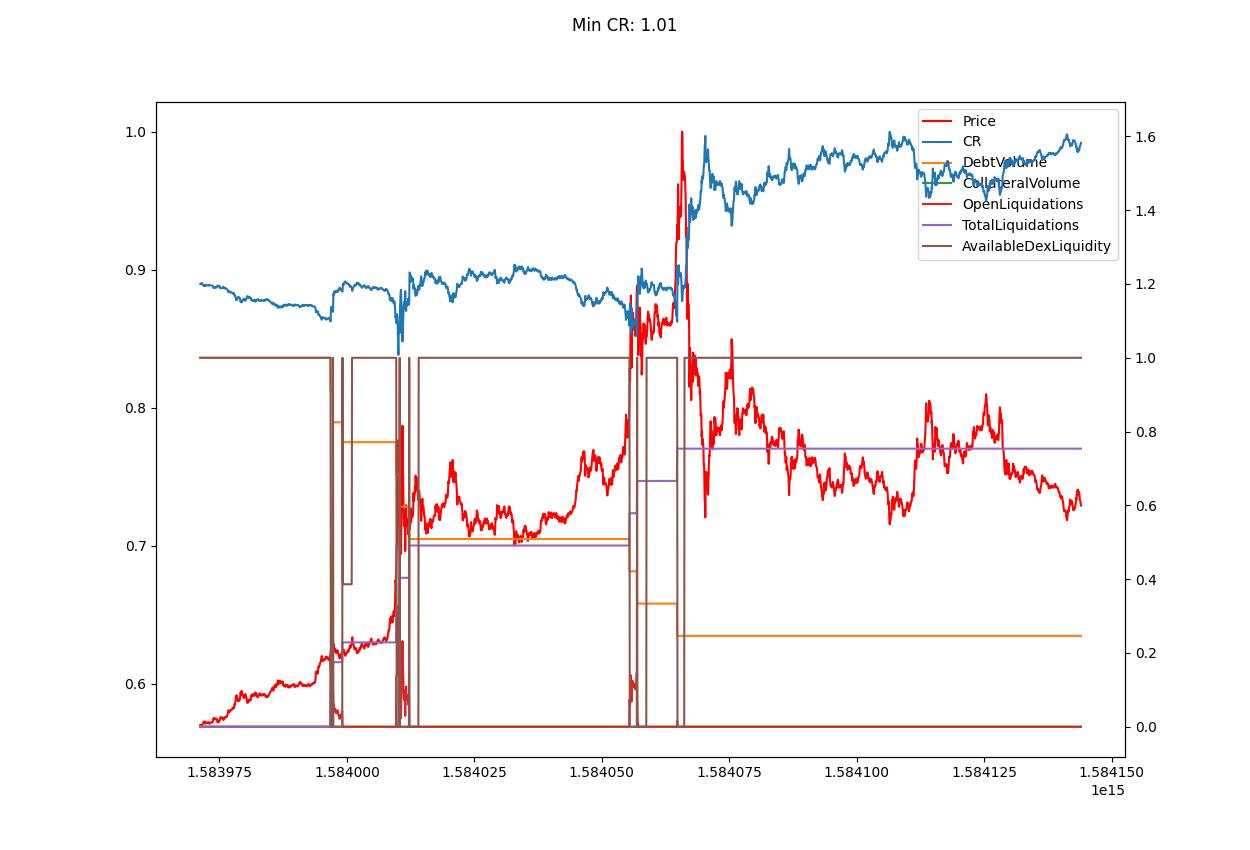 Min CR: 1.01
1.0
0.9
0.8
0.7
0.6
1.6
1.4
1.2
1.0
0.8
0.6
0.4
0.2
0.0
Price
CR
DebtVolume
CollateralVolume
OpenLiquidations
TotalLiquidations
AvailableDexLiquidity
1.583975 1.584000 1.584025 1.584050 1.584075 1.584100 1.584125 1.584150
1e15